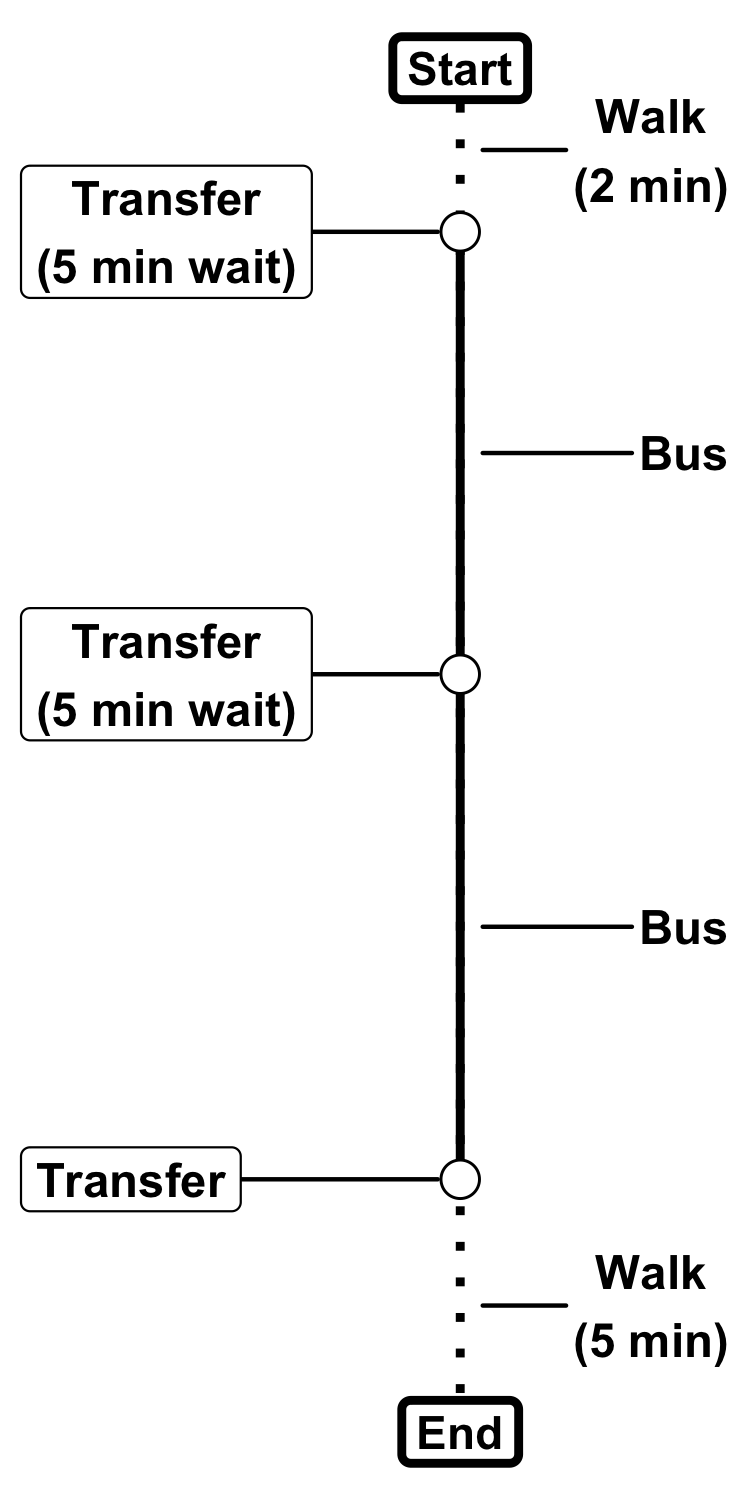 Start
Walk
(2 min)
Transfer
(5 min wait)
Bus
Transfer
(5 min wait)
Bus
Transfer
Walk
(5 min)
End